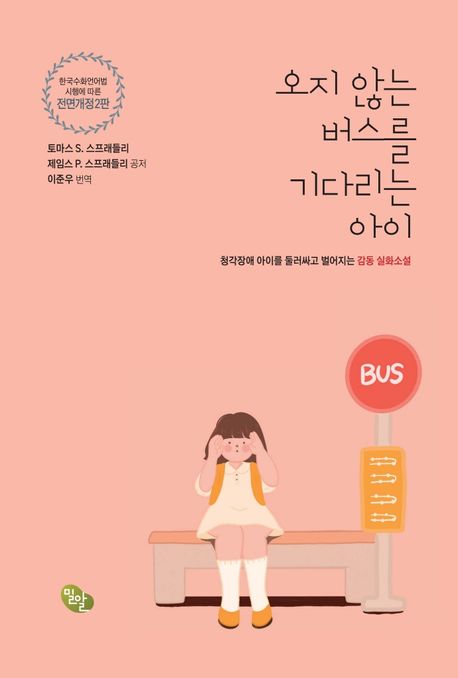 한국수화언어법
시행에 따른
전면개정2판
토마스 S. 스프래들리
제임스 P. 스프래들리 공저
이준우 번역
오지 않는
버스를
기다리는
아이
청각장애 아이를 둘러싸고 벌어지는 감동 실화소설
BUS
밀알